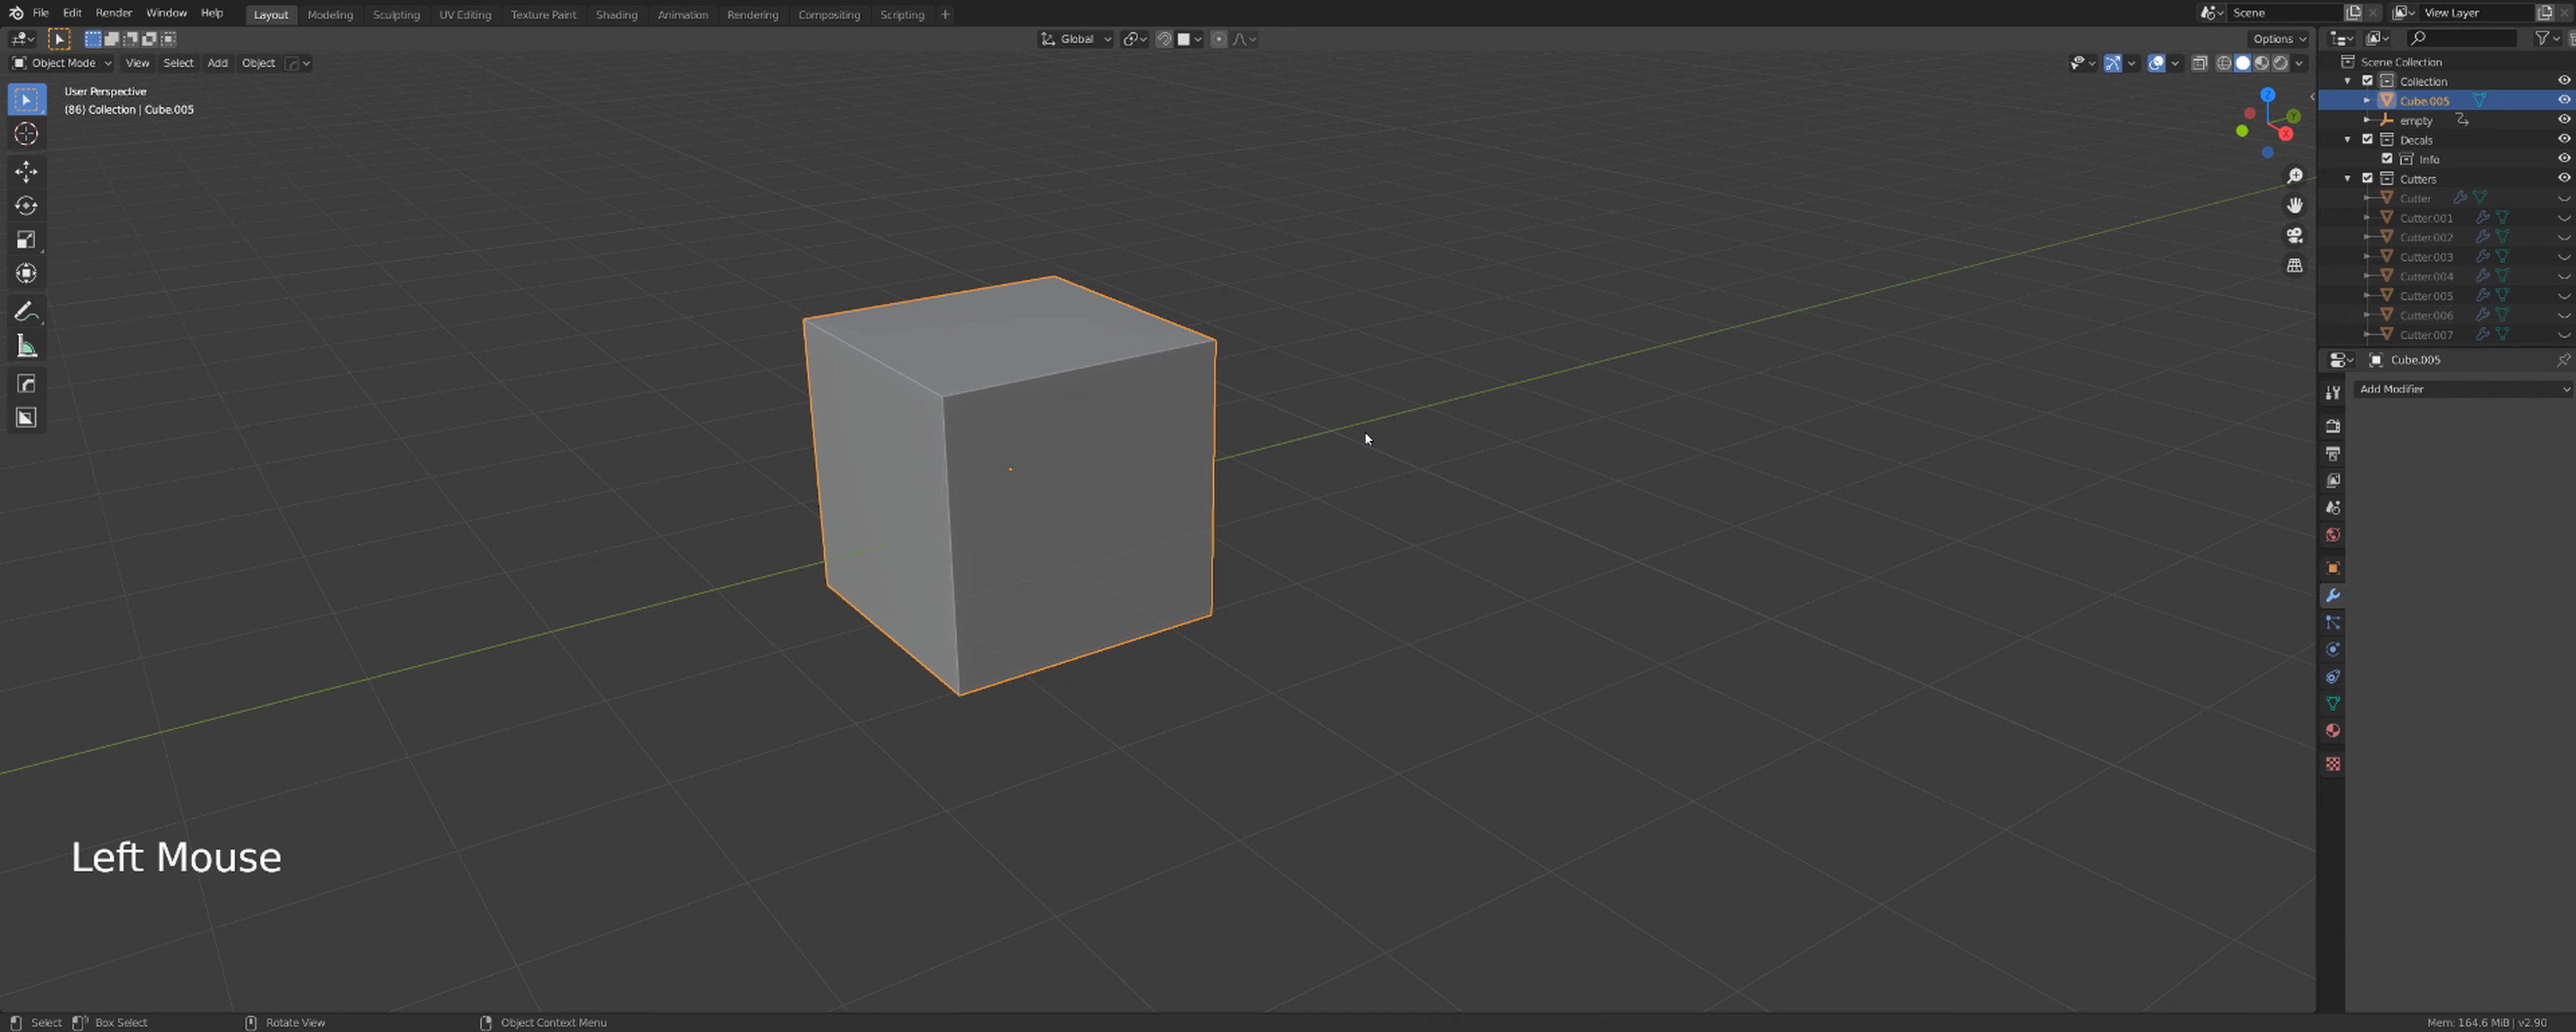 File Edit Render Window Help Layout Modeling Sculpting UV Editing Texture Paint Shading Animation Rendering Compositing Scripting + Scene View Layer
Global Options
Object Mode View Select Add Object
User Perspective
(86) Collection | Cube.005
Z
Y
X
Scene Collection
Collection
Cube.005
empty
Decals
Info
Cutters
Cutter
Cutter.001
Cutter.002
Cutter.003
Cutter.004
Cutter.005
Cutter.006
Cutter.007
Cube.005
Add Modifier
Left Mouse
Select Box Select Rotate View Object Context Menu Mem: 164.6 MiB | v2.90